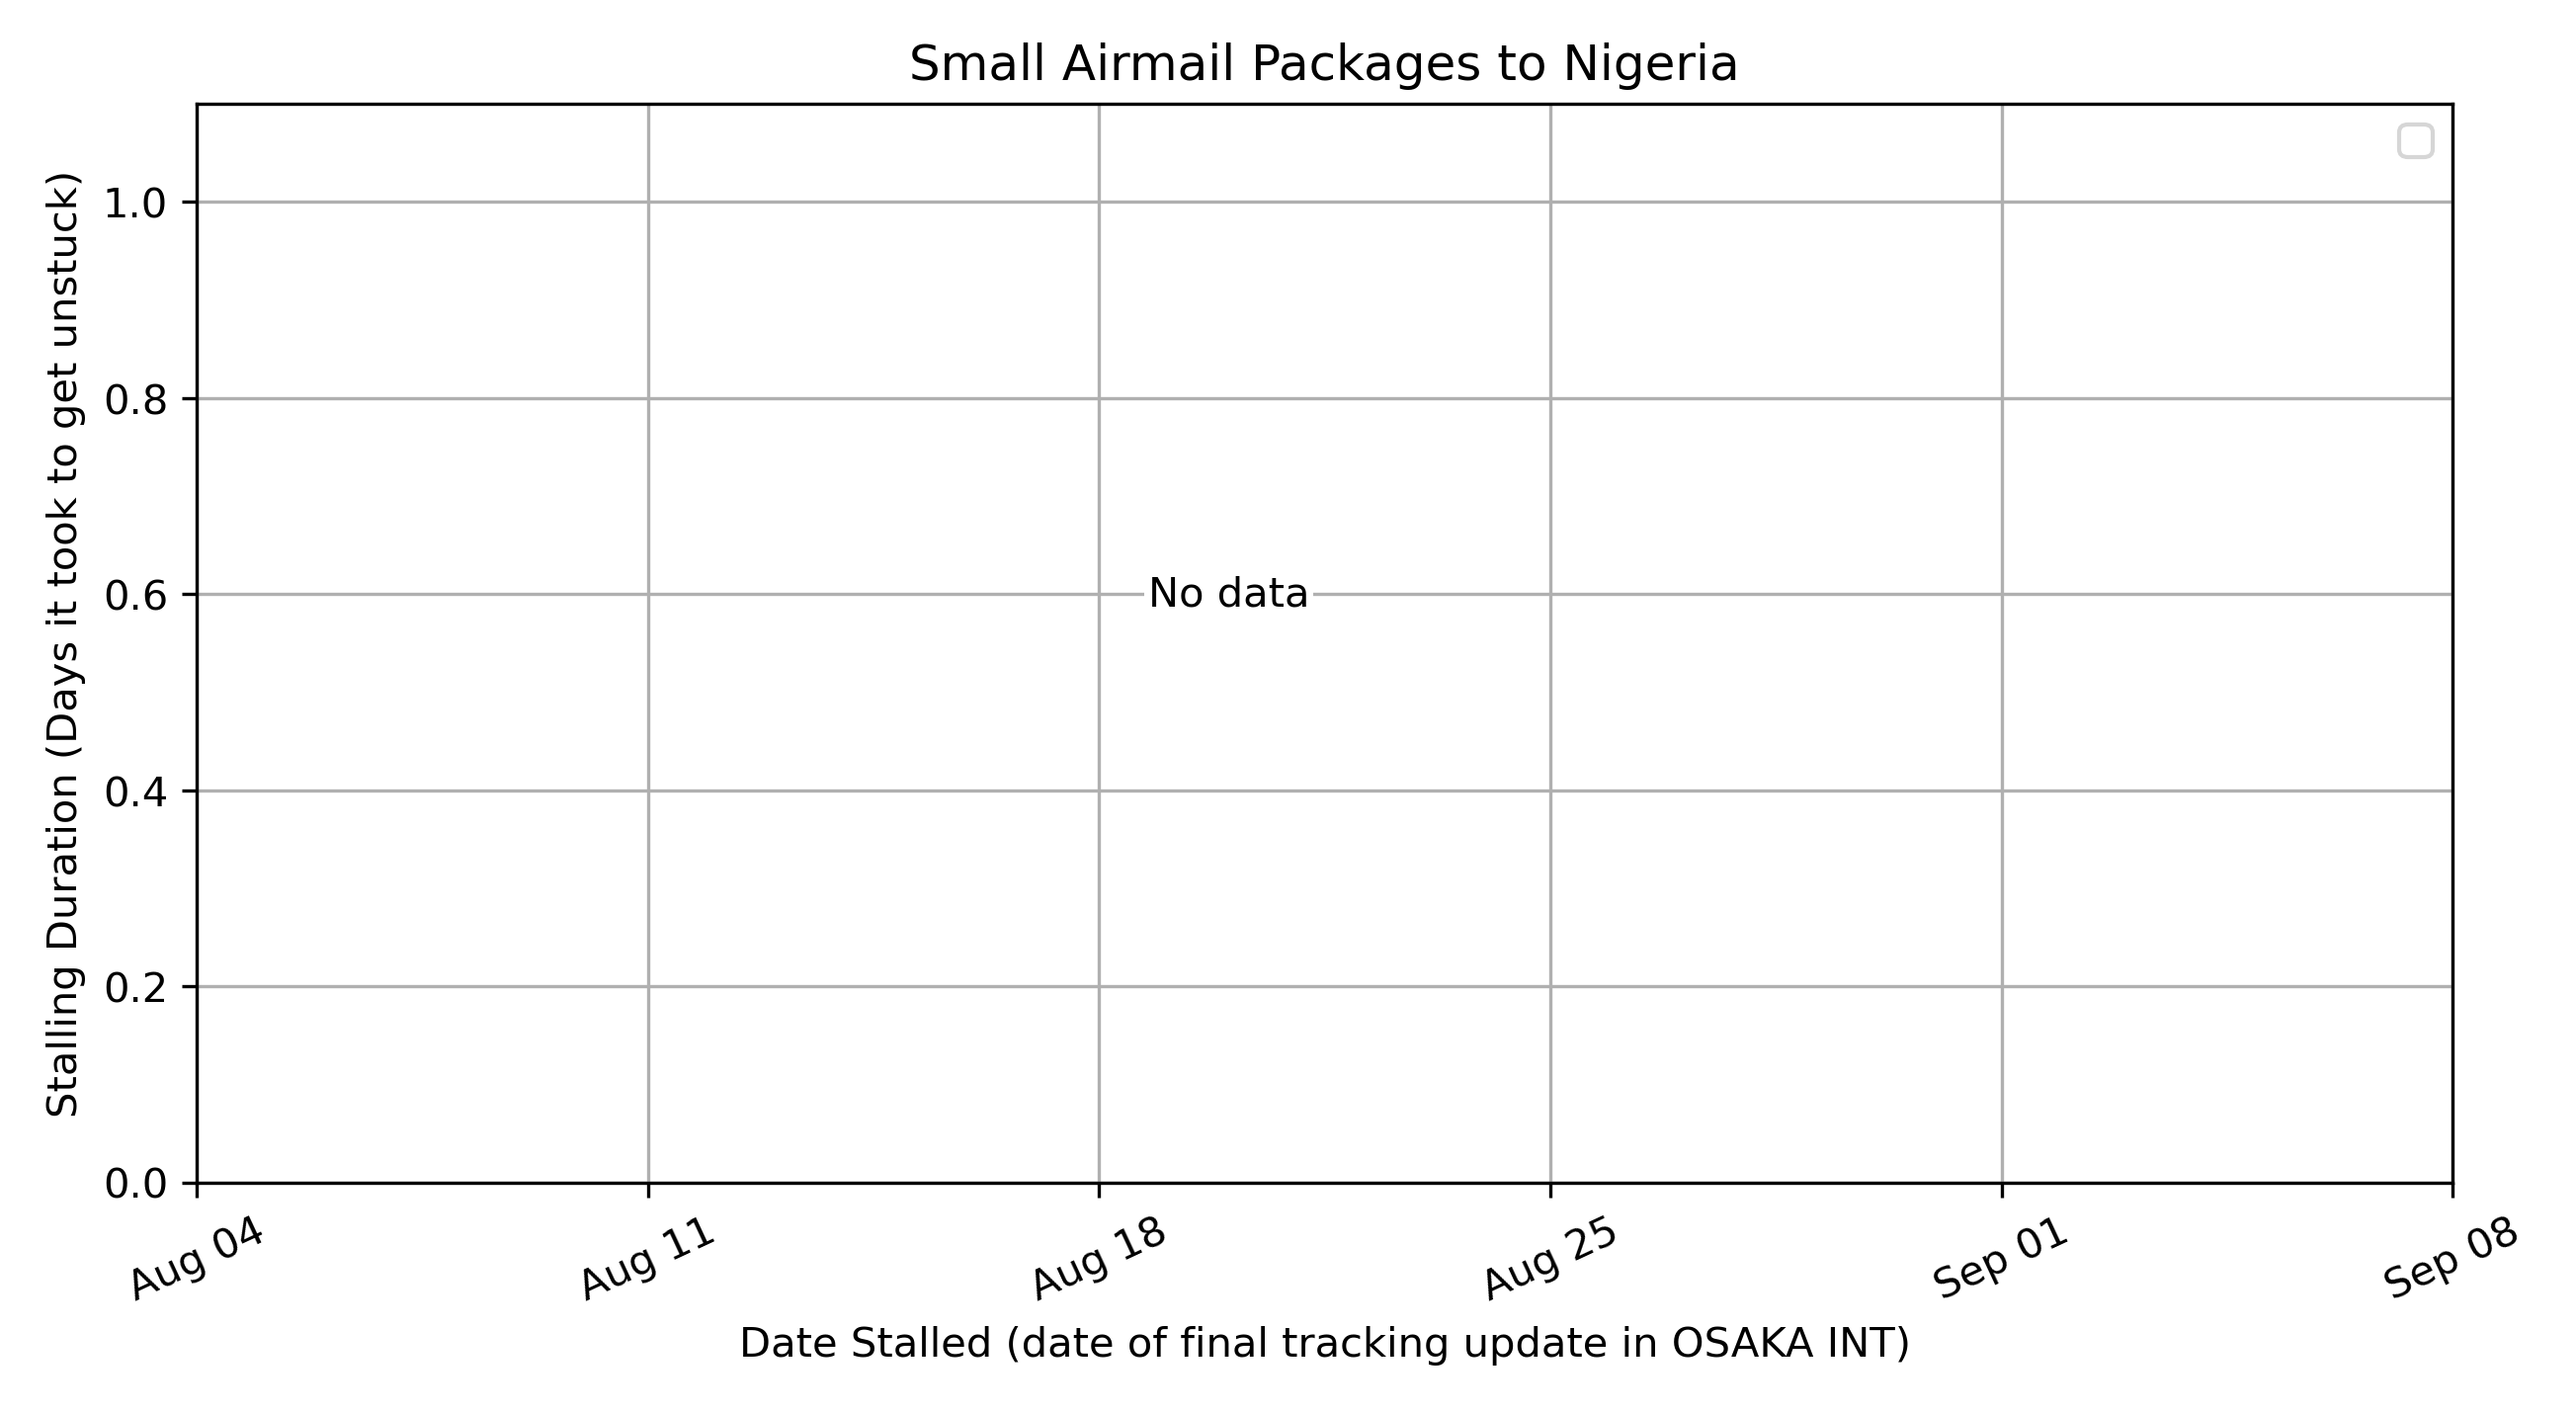 Small Airmail Packages to Nigeria
Stalling Duration (Days it took to get unstuck)
1.0
0.8
0.6
0.4
0.2
0.0
No data
Aug 04
Aug 11
Aug 18
Aug 25
Sep 01
Sep 08
Date Stalled (date of final tracking update in OSAKA INT)